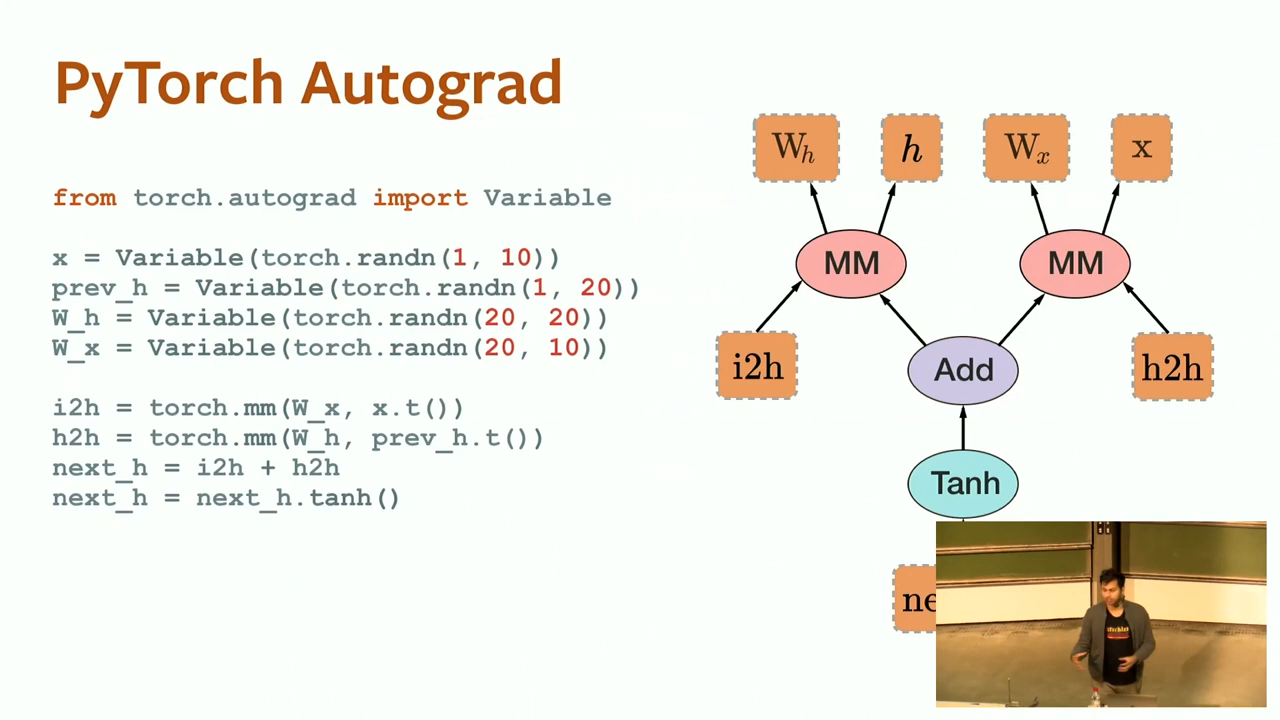 PyTorch Autograd
from torch.autograd import Variable
x = Variable(torch.randn(1, 10))
prev_h = Variable(torch.randn(1, 20))
W_h = Variable(torch.randn(20, 20))
W_x = Variable(torch.randn(20, 10))
i2h = torch.mm(W_x, x.t())
h2h = torch.mm(W_h, prev_h.t())
next_h = i2h + h2h
next_h = next_h.tanh()
W_h h W_x x
MM MM
i2h Add h2h
Tanh
ne